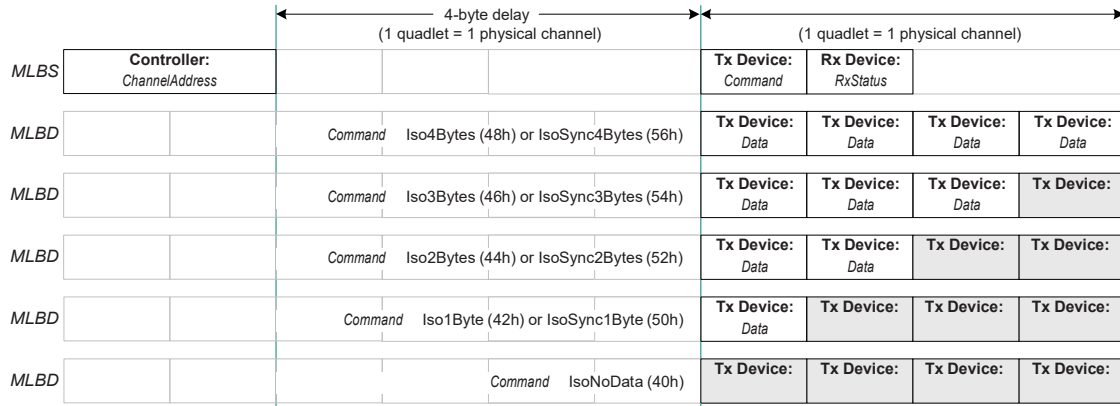 4-byte delay
(1 quadlet = 1 physical channel) (1 quadlet = 1 physical channel)
MLBS Controller: ChannelAddress Tx Device: Command Rx Device: RxStatus
MLBD Command Iso4Bytes (48h) or IsoSync4Bytes (56h) Tx Device: Data Tx Device: Data Tx Device: Data Tx Device: Data
MLBD Command Iso3Bytes (46h) or IsoSync3Bytes (54h) Tx Device: Data Tx Device: Data Tx Device: Data Tx Device:
MLBD Command Iso2Bytes (44h) or IsoSync2Bytes (52h) Tx Device: Data Tx Device: Data Tx Device: Tx Device:
MLBD Command Iso1Byte (42h) or IsoSync1Byte (50h) Tx Device: Data Tx Device: Tx Device: Tx Device:
MLBD Command IsoNoData (40h) Tx Device: Tx Device: Tx Device: Tx Device: